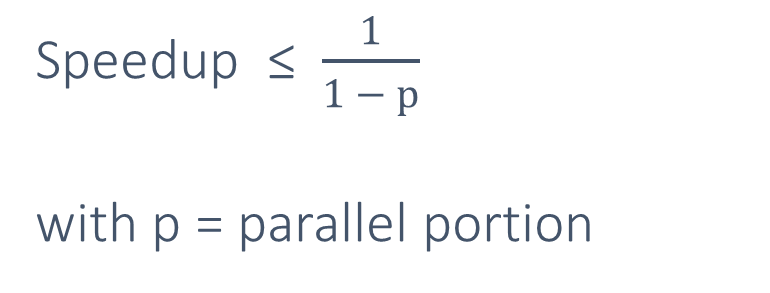 Speedup ≤ 1
1 − p
with p = parallel portion